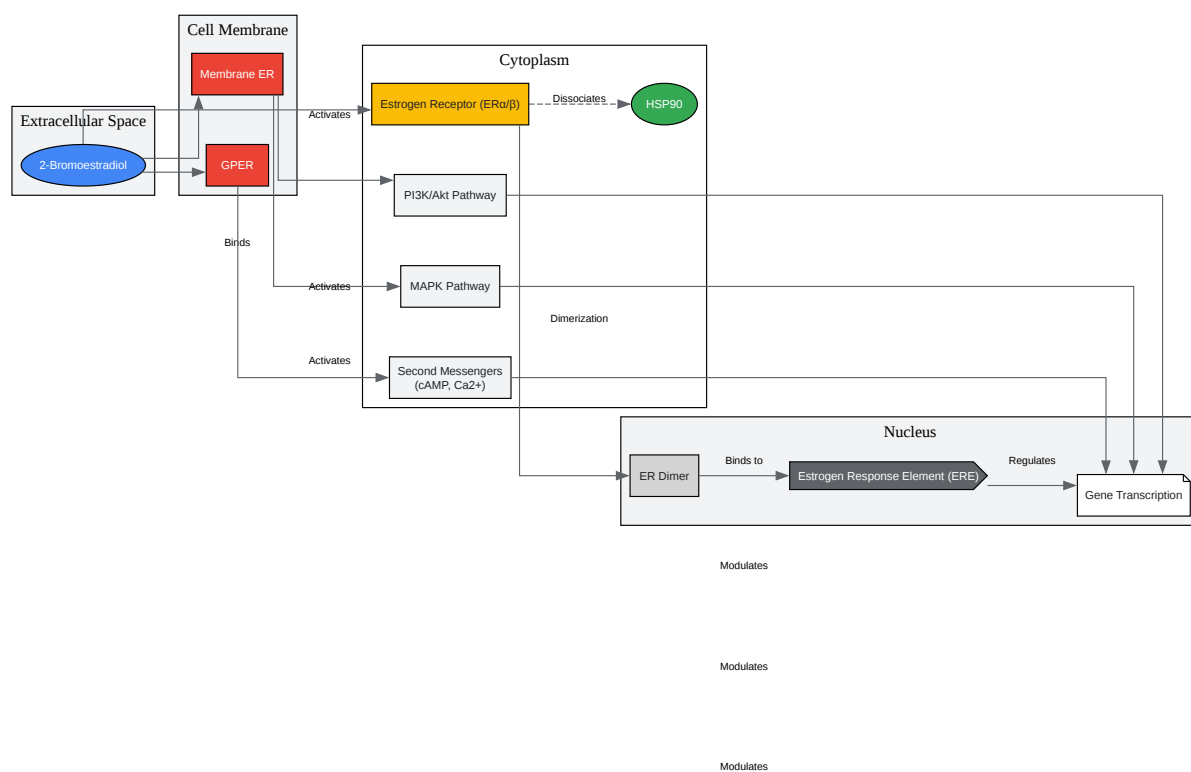 Cell Membrane
Membrane ER
GPER
Extracellular Space
2-Bromoestradiol
Cytoplasm
Estrogen Receptor (ERα/β)
Dissociates
HSP90
Activates
PI3K/Akt Pathway
Binds
MAPK Pathway
Activates
Dimerization
Activates
Second Messengers
(cAMP, Ca2+)
Nucleus
ER Dimer
Binds to
Estrogen Response Element (ERE)
Regulates
Gene Transcription
Modulates
Modulates
Modulates